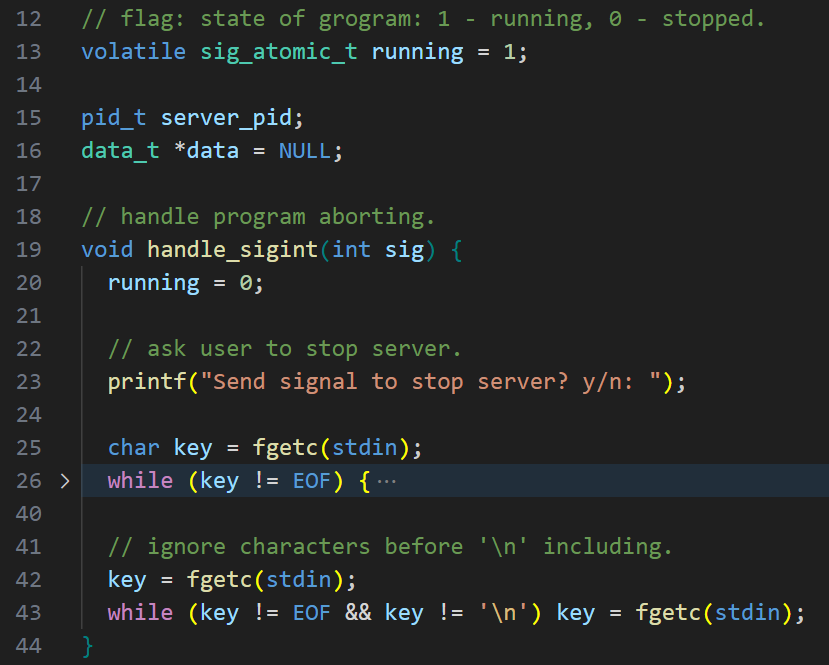 12 // flag: state of grogram: 1 - running, 0 - stopped.
13 volatile sig_atomic_t running = 1;
14
15 pid_t server_pid;
16 data_t *data = NULL;
17
18 // handle program aborting.
19 void handle_sigint(int sig) {
20 running = 0;
21
22 // ask user to stop server.
23 printf("Send signal to stop server? y/n: ");
24
25 char key = fgetc(stdin);
26 > while (key != EOF) { ···
40
41 // ignore characters before '\n' including.
42 key = fgetc(stdin);
43 while (key != EOF && key != '\n') key = fgetc(stdin);
44 }